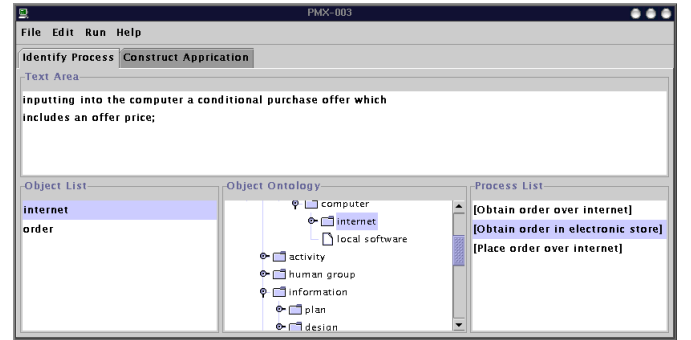 PMX-003
File Edit Run Help
Identify Process Construct Apprication
Text Area
inputting into the computer a conditional purchase offer which
includes an offer price;
Object List
internet
order
Object Ontology
computer
internet
local software
activity
human group
information
plan
design
Process List
[Obtain order over internet]
[Obtain order in electronic store]
[Place order over internet]